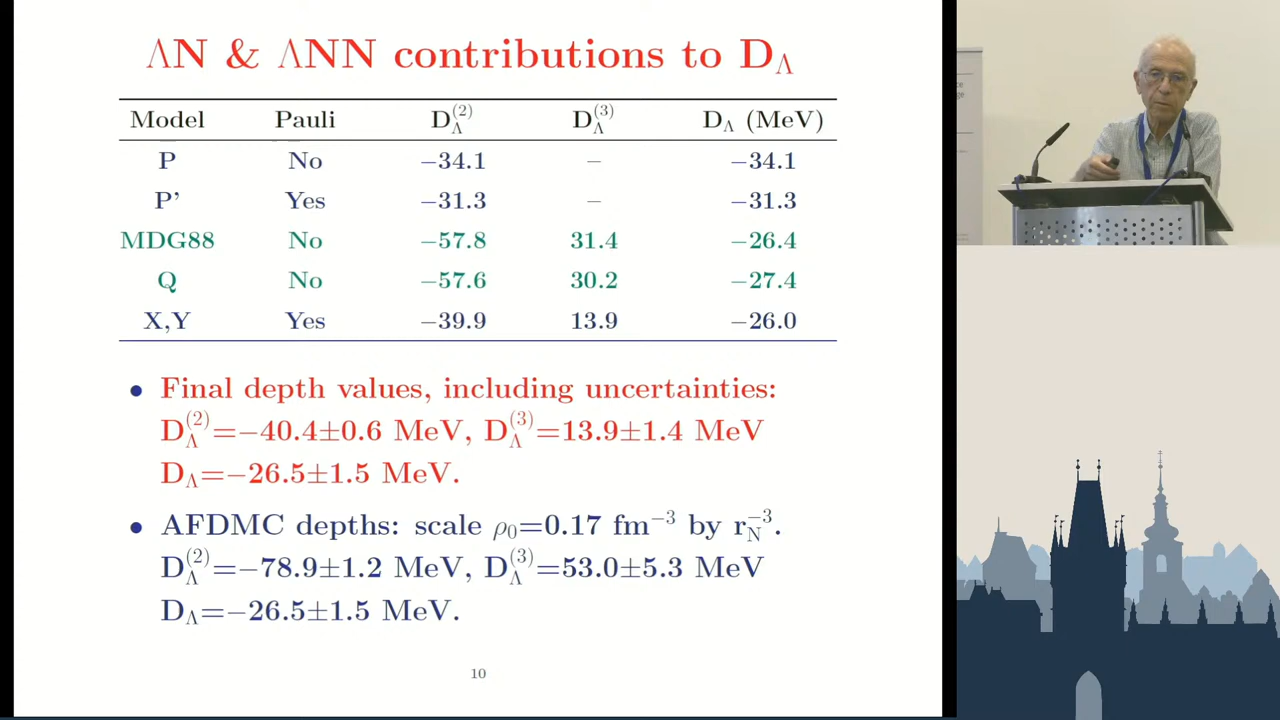 ΛN & ΛNN contributions to D_Λ
Model Pauli D_Λ^(2) D_Λ^(3) D_Λ (MeV)
P No −34.1 – −34.1
P' Yes −31.3 – −31.3
MDG88 No −57.8 31.4 −26.4
Q No −57.6 30.2 −27.4
X,Y Yes −39.9 13.9 −26.0
• Final depth values, including uncertainties:
D_Λ^(2)=−40.4±0.6 MeV, D_Λ^(3)=13.9±1.4 MeV
D_Λ=−26.5±1.5 MeV.
• AFDMC depths: scale ρ₀=0.17 fm⁻³ by r_N^−3.
D_Λ^(2)=−78.9±1.2 MeV, D_Λ^(3)=53.0±5.3 MeV
D_Λ=−26.5±1.5 MeV.
10